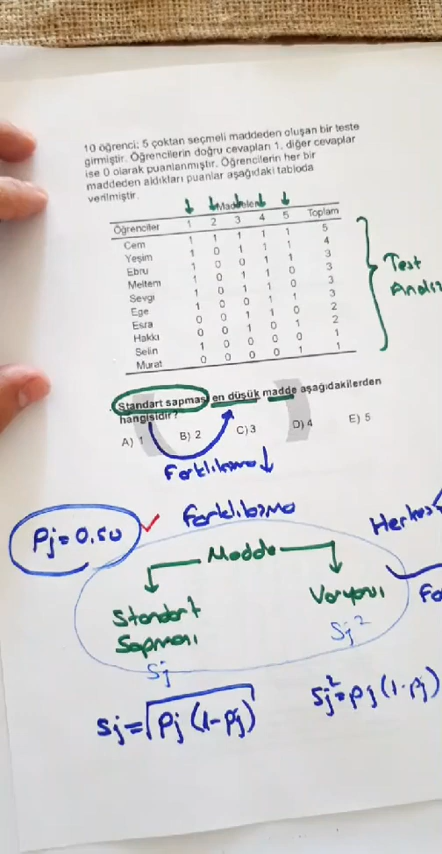 10 öğrenci; 5 çoktan seçmeli maddeden oluşan bir teste
girmiştir. Öğrencilerin doğru cevapları 1, diğer cevaplar
ise 0 olarak puanlanmıştır. Öğrencilerin her bir
maddeden aldıkları puanlar aşağıdaki tabloda
verilmiştir.
Maddeler
Öğrenciler 1 2 3 4 5 Toplam
Cem 1 1 1 1 1 5
Yeşim 1 0 1 1 1 4
Ebru 1 0 0 1 1 3
Meltem 1 0 1 1 0 3
Sevgi 1 0 1 1 0 3
Ege 1 0 0 1 1 3
Esra 0 0 1 1 0 2
Hakkı 0 0 1 0 1 2
Selin 1 0 0 0 0 1
Murat 0 0 0 0 1 1
Test
Standart sapması en düşük madde aşağıdakilerden
hangisidir?
A) 1 B) 2 C) 3 D) 4 E) 5
Farklılaşma ↓
Farklılaşma
Pj=0.50 ✓
Madde
Standart
Sapması
Sj
Varyansı
Sj²
Sj=√Pj(1-Pj)
Sj²=Pj(1-Pj)